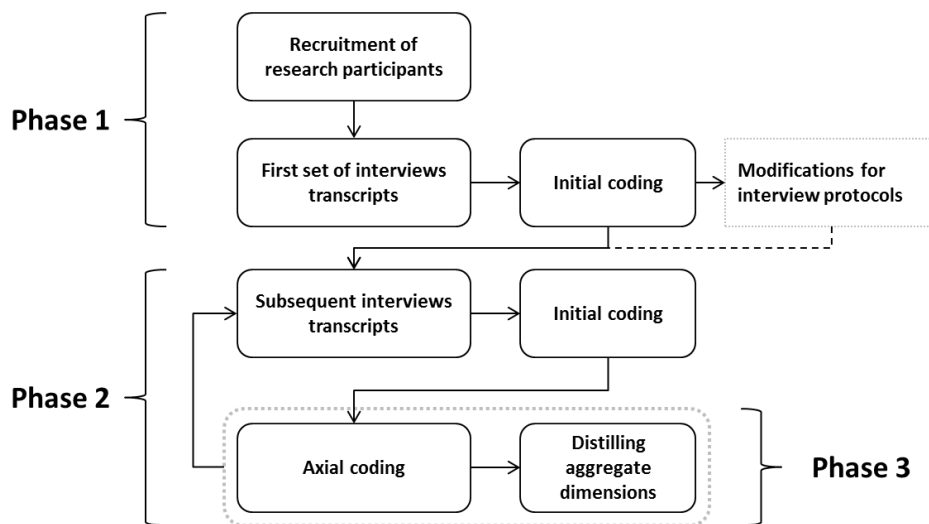 Phase 1
Recruitment of
research participants
First set of interviews
transcripts
Initial coding
Modifications for
interview protocols
Phase 2
Subsequent interviews
transcripts
Initial coding
Axial coding
Distilling
aggregate
dimensions
Phase 3